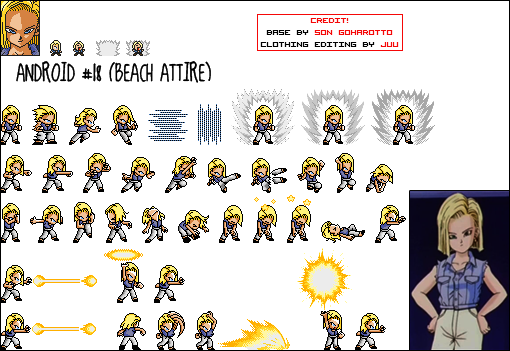 CREDIT!
BASE BY SON GOHAROTTO
CLOTHING EDITING BY JUU
ANDROID #18 (BEACH ATTIRE)